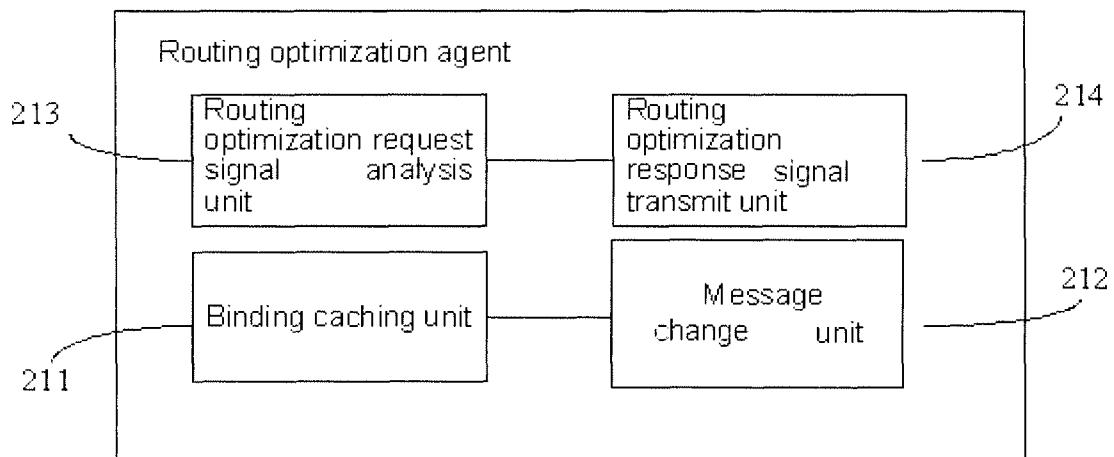 Routing optimization agent
213
Routing
optimization request
signal analysis
unit
Routing
optimization
response signal
transmit unit
214
211
Binding caching unit
Message
change unit
212